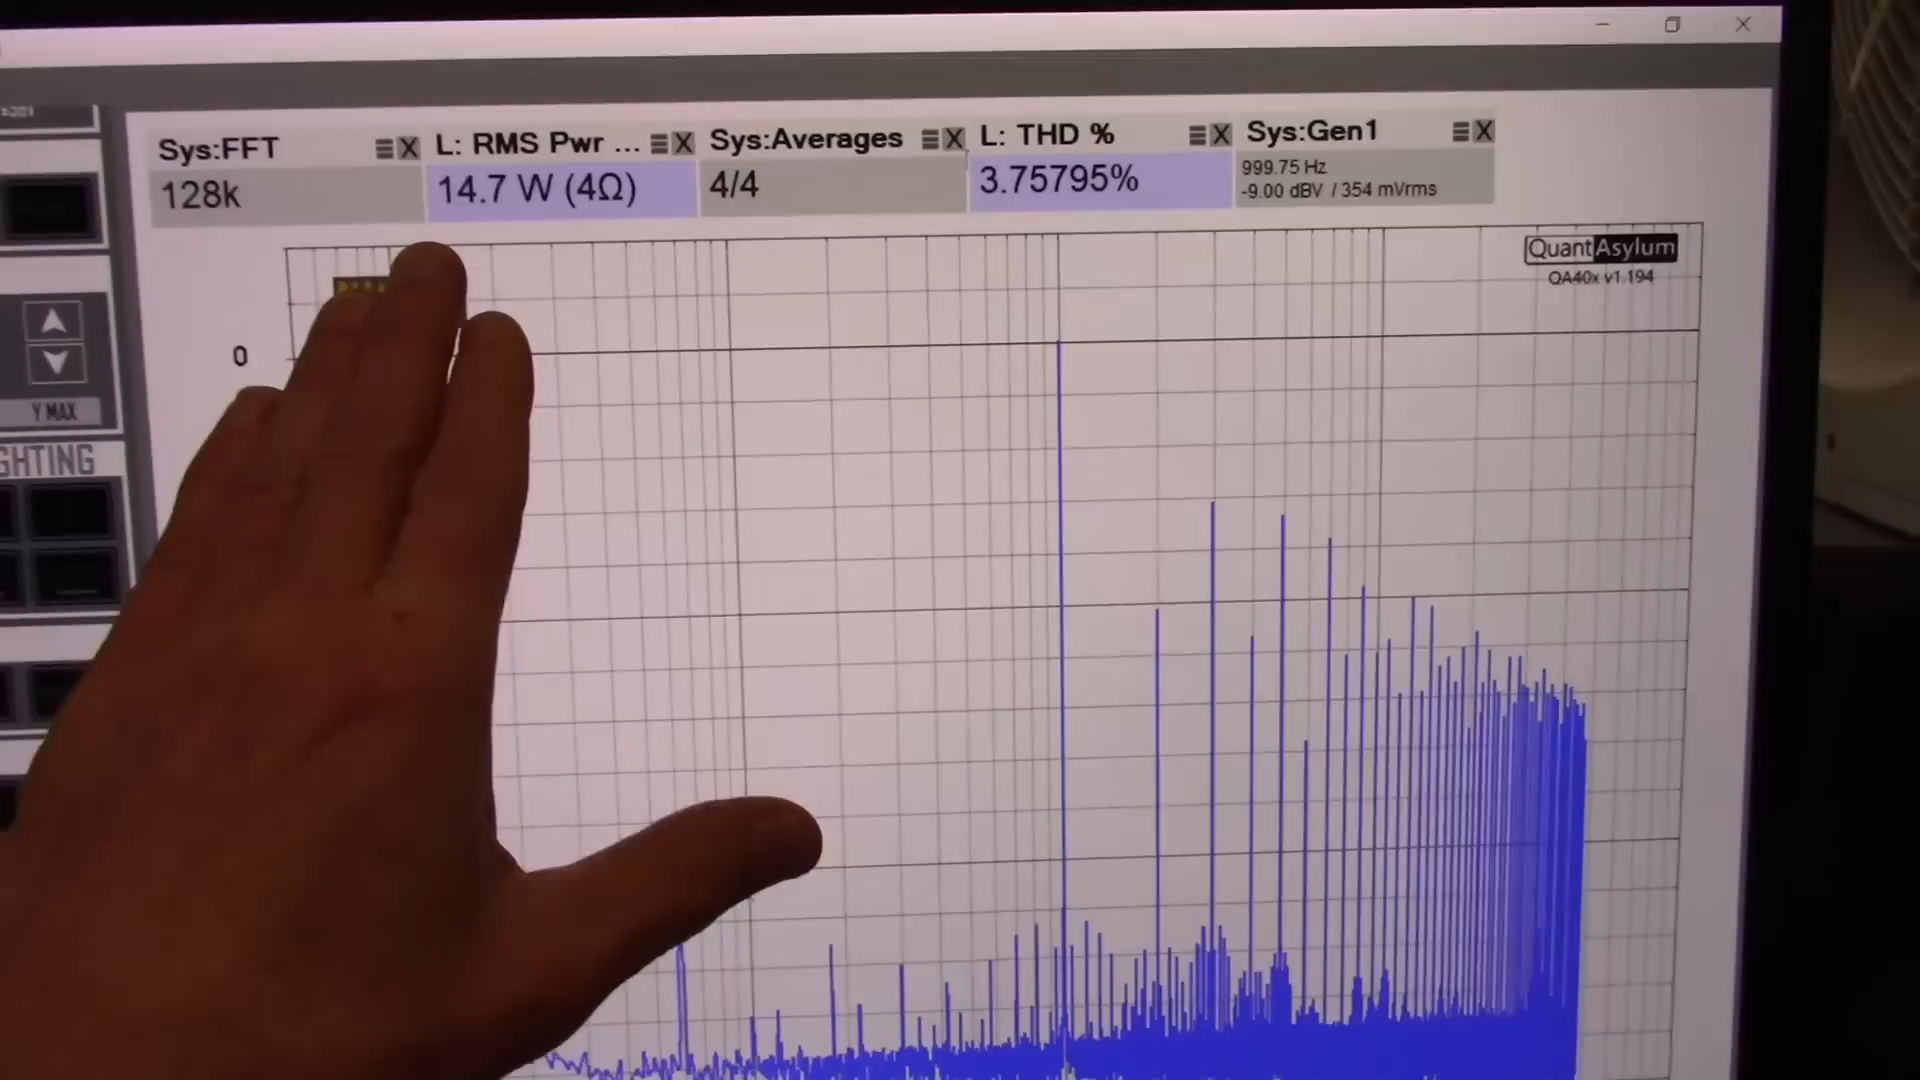 Sys:FFT
128k
L: RMS Pwr ...
14.7 W (4Ω)
Sys:Averages
4/4
L: THD %
3.75795%
Sys:Gen1
999.75 Hz
-9.00 dBV / 354 mVrms
QuantAsylum
QA40x v1.194
0
Y MAX
GHTING